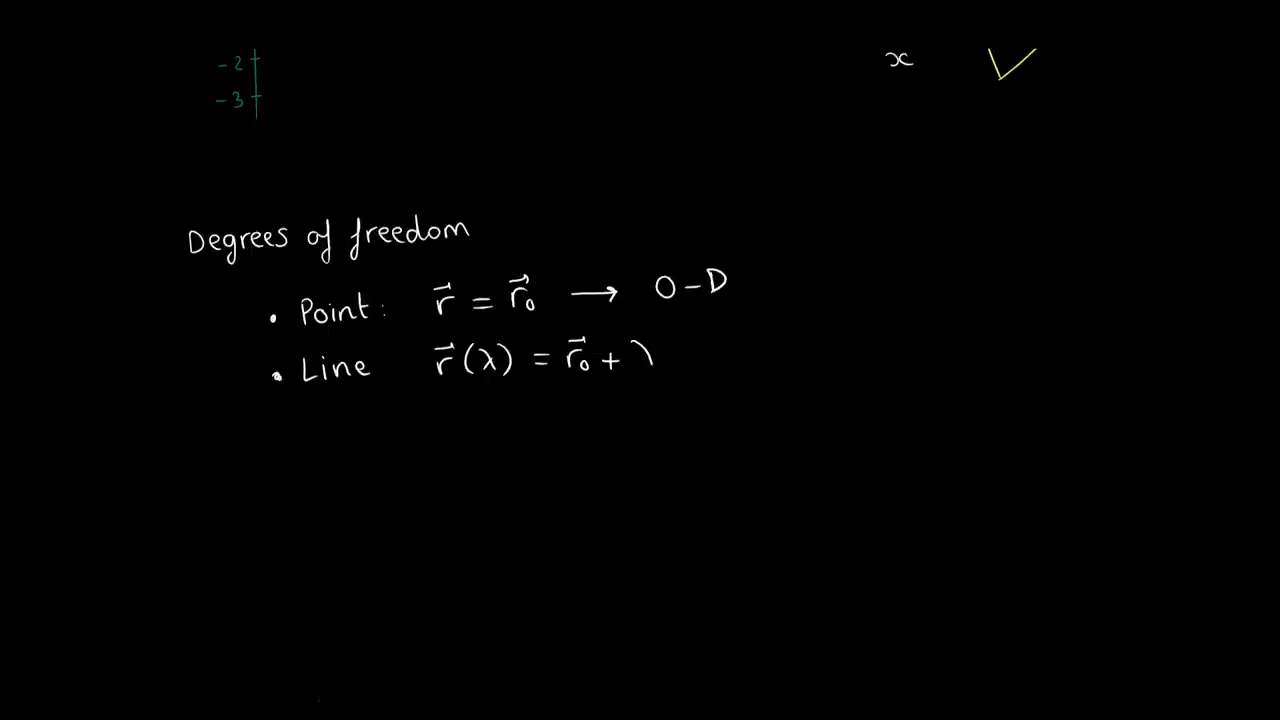 -2
x
-3
Degrees of freedom
• Point: r⃗ = r⃗₀ → 0-D
• Line r⃗(λ) = r⃗₀ +